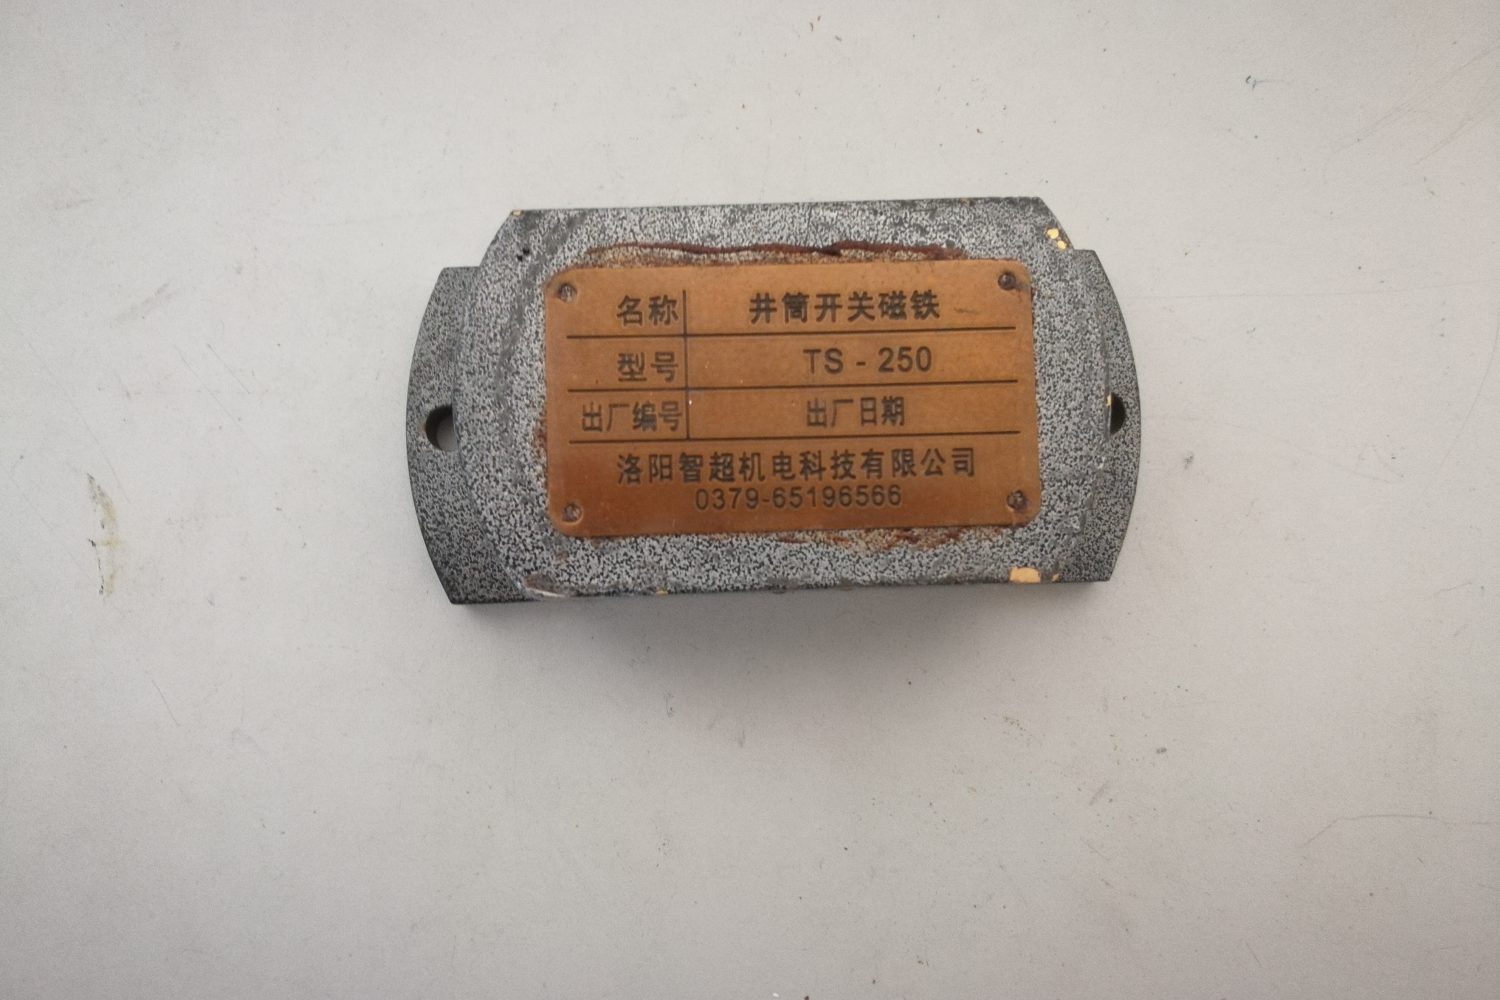 名称 井筒开关磁铁
型号 TS - 250
出厂编号 出厂日期
洛阳智超机电科技有限公司
0379-65196566